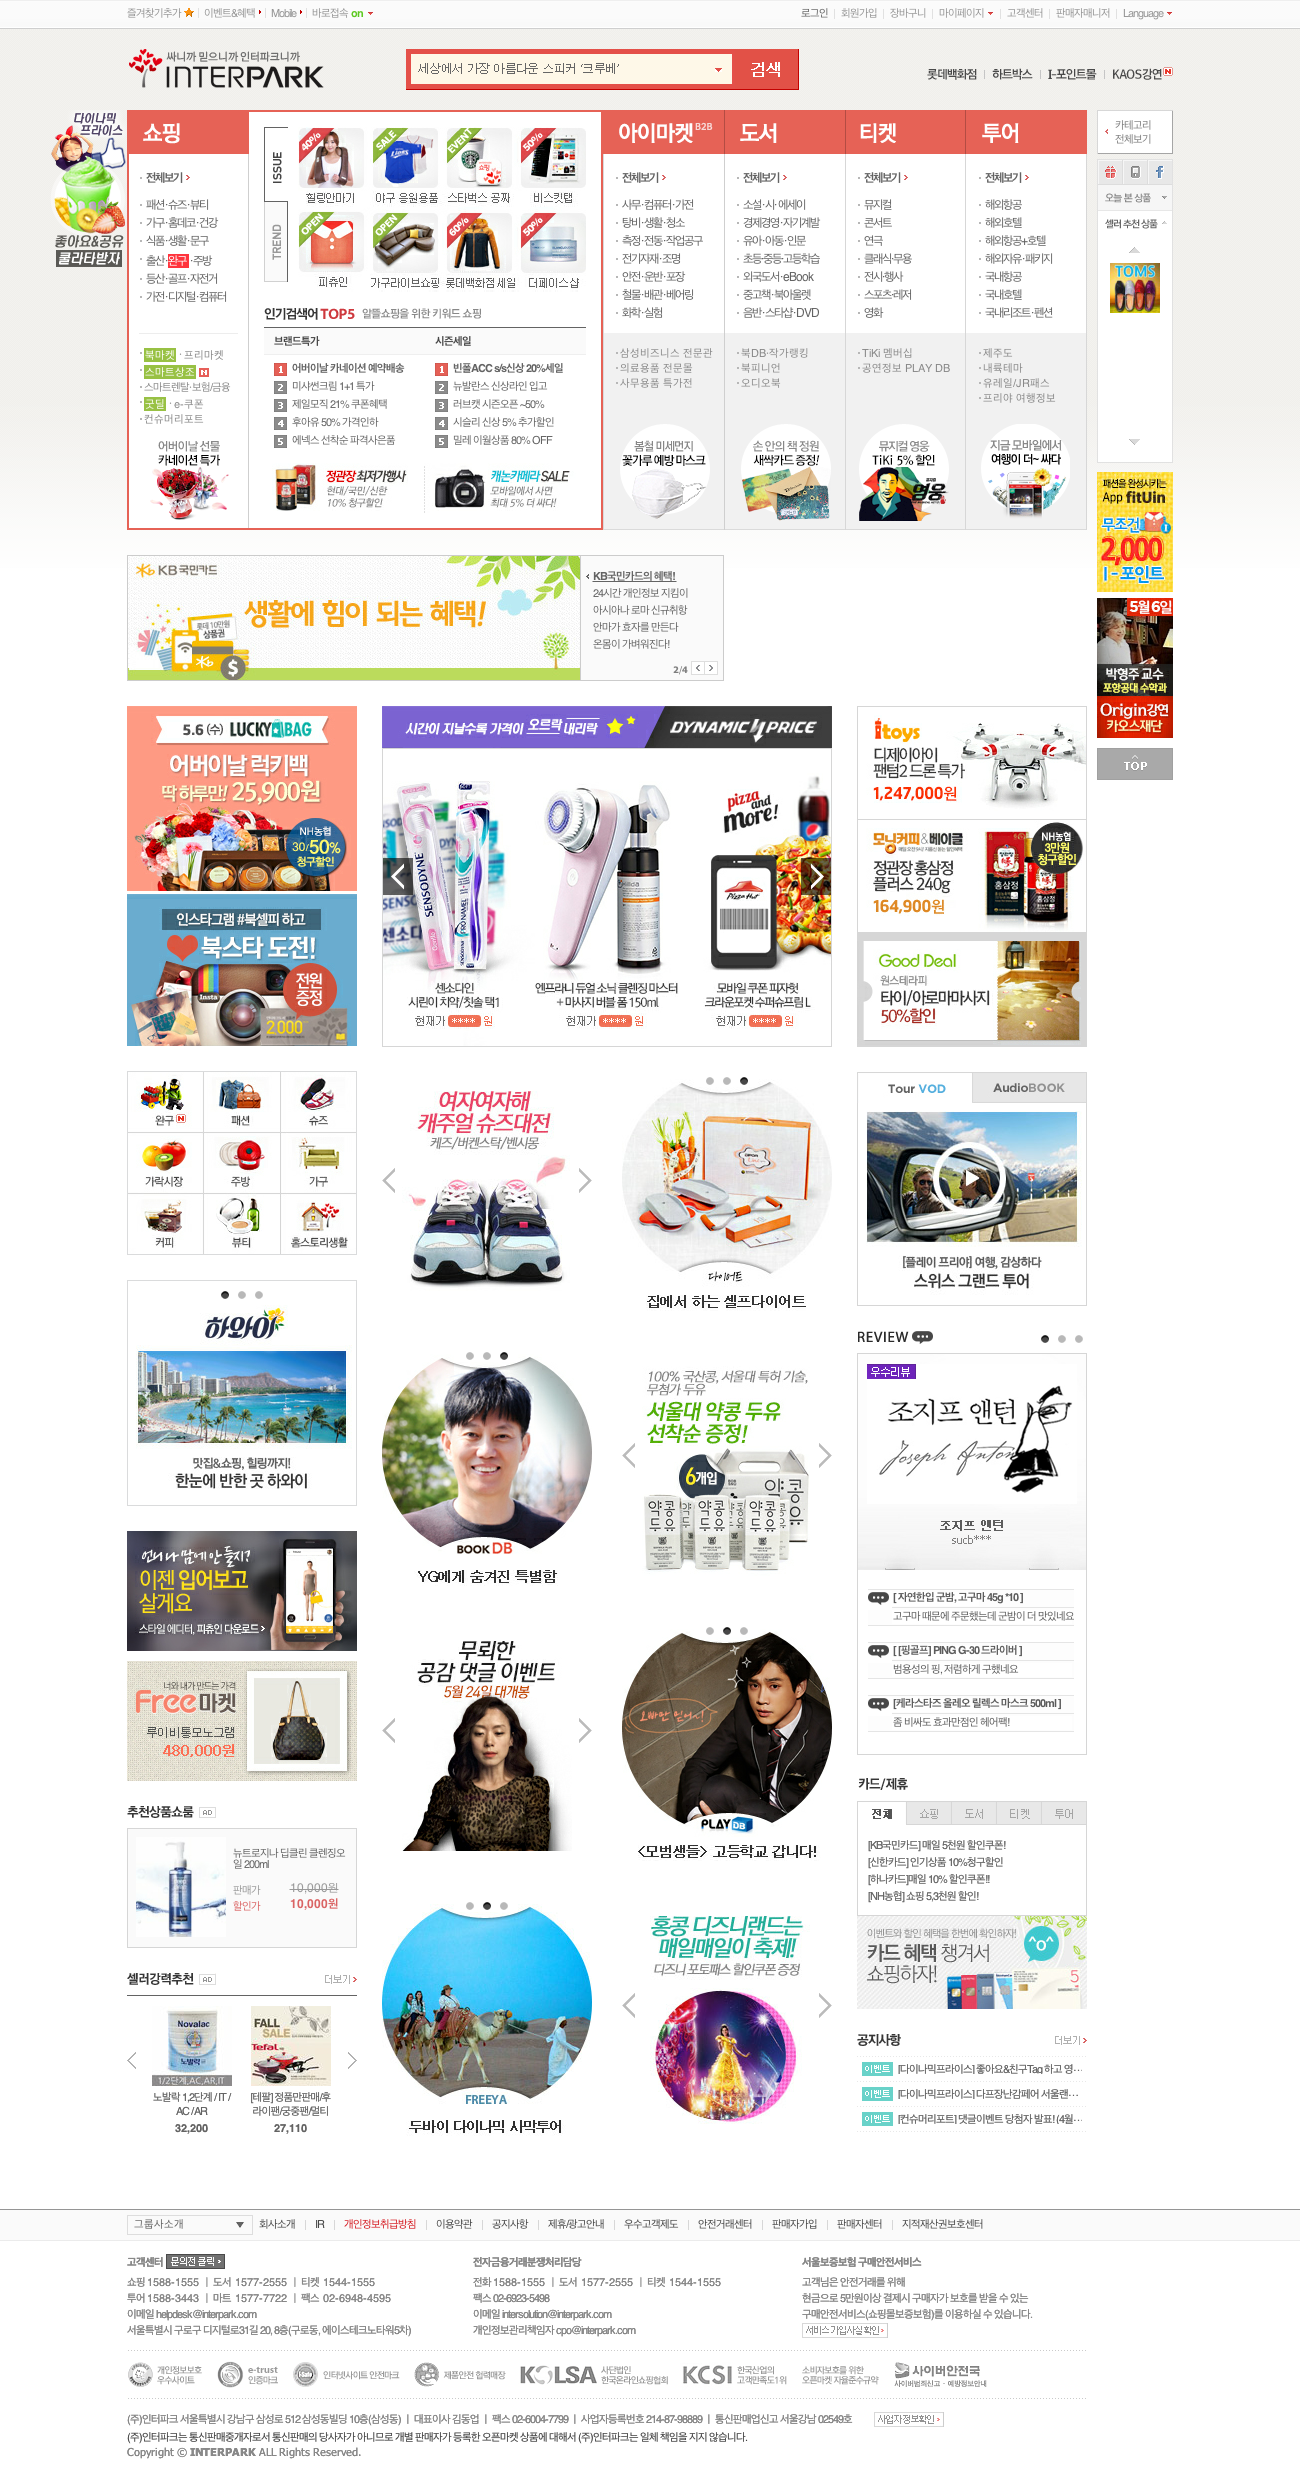 즐겨찾기추가
이벤트&혜택
Mobile
바로접속 on
로그인
회원가입
장바구니
마이페이지
고객센터
판매자매니저
Language
싸니까 믿으니까 인터파크니까
INTERPARK
세상에서 가장 아름다운 스피커 '크루베'
검색
롯데백화점
하트박스
I-포인트몰
KAOS강연 N
다이나믹
프라이스
좋아요&공유
쿨라타받자
쇼핑
전체보기
패션·슈즈·뷰티
가구·홈데코·건강
식품·생활·문구
출산·완구·주방
등산·골프·자전거
가전·디지털·컴퓨터
북마켓 · 프리마켓
스마트상조 N
스마트렌탈·보험/금융
굿딜 · e-쿠폰
컨슈머리포트
어버이날 선물
카네이션 특가
ISSUE
TREND
40%
힐링안마기
SALE
야구 응원용품
EVENT
스타벅스 공짜
50%
비스킷탭
OPEN
피츄인
OPEN
가구라이브쇼핑
60%
롯데백화점세일
50%
더페이스샵
인기검색어 TOP5 알뜰쇼핑을 위한 키워드 쇼핑
브랜드특가
1 어버이날 카네이션 예약배송
2 미사쎤크림 1+1 특가
3 제일모직 21% 쿠폰혜택
4 후아유 50% 가격인하
5 에넥스 선착순 파격사은품
시즌세일
1 빈폴ACC s/s신상 20%세일
2 뉴발란스 신상라인 입고
3 러브캣 시즌오픈 ~50%
4 시슬리 신상 5% 추가할인
5 밀레 이월상품 80% OFF
정관장 최저가행사
현대/국민/신한
10% 청구할인
캐논카메라 SALE
모바일에서 사면
최대 5% 더 싸다!
아이마켓 B2B
전체보기
사무·컴퓨터·가전
탕비·생활·청소
측정·전동·작업공구
전기자재·조명
안전·운반·포장
철물·배관·베어링
화학·실험
삼성비즈니스 전문관
의료용품 전문몰
사무용품 특가전
봄철 미세먼지
꽃가루 예방 마스크
도서
전체보기
소설·시·에세이
경제경영·자기계발
유아·아동·인문
초등·중등·고등학습
외국도서·eBook
중고책·북아울렛
음반·스타샵·DVD
북DB·작가랭킹
북피니언
오디오북
손 안의 책 정원
새싹카드 증정!
티켓
전체보기
뮤지컬
콘서트
연극
클래식·무용
전시·행사
스포츠·레저
영화
TiKi 멤버십
공연정보 PLAY DB
뮤지컬 영웅
TiKi 5% 할인
영웅
투어
전체보기
해외항공
해외호텔
해외항공+호텔
해외자유·패키지
국내항공
국내호텔
국내리조트·펜션
제주도
내륙테마
유레일/JR패스
프리야 여행정보
지금 모바일에서
여행이 더~ 싸다
카테고리
전체보기
오늘 본 상품
셀러 추천 상품
TOMS
패션을 완성시키는
App fitUin
무조건
2,000
I-포인트
5월 6일
박형주 교수
포항공대 수학과
Origin강연
카오스재단
TOP
KB국민카드
생활에 힘이 되는 혜택!
롯데 10만원
상품권
KB국민카드의 혜택!
24시간 개인정보 지킴이
아시아나 로마 신규취항
안마가 효자를 만든다
온몸이 가벼워진다!
2/4
5.6 (수) LUCKY BAG
어버이날 럭키백
딱 하루만! 25,900원
NH농협
30/50%
청구할인
인스타그램 #북셀피 하고
북스타 도전!
Insta
전원
증정
2,000
시간이 지날수록 가격이 오르락 내리락
DYNAMIC PRICE
SENSODYNE
PRONAMEL
센소다인
시린이 치약/칫솔 택1
현재가 **** 원
엔프라니 듀얼 소닉 클렌징 마스터
+ 마사지 버블 폼 150ml
현재가 **** 원
pizza and more!
Pizza Hut
모바일 쿠폰 피자헛
크라운포켓 수퍼슈프림 L
현재가 **** 원
itoys
디제이아이
팬텀2 드론 특가
1,247,000원
모닝커피&베이글
정관장 홍삼정
플러스 240g
164,900원
NH농협
3만원
청구할인
홍삼정
Good Deal
원스테라피
타이/아로마마사지
50%할인
완구 N
패션
슈즈
가락시장
주방
가구
커피
뷰티
홈스토리생활
여자여자해
캐주얼 슈즈대전
케즈/버켄스탁/벤시몽
다이어트
집에서 하는 셀프다이어트
Tour VOD
AudioBOOK
[플레이 프리야] 여행, 감상하다
스위스 그랜드 투어
하와이
맛집&쇼핑, 힐링까지!
한눈에 반한 곳 하와이
BOOK DB
YG에게 숨겨진 특별함
100% 국산콩, 서울대 특허 기술,
무첨가 두유
서울대 약콩 두유
선착순 증정!
6개입
약콩두유
REVIEW
우수리뷰
조지프 앤턴
Joseph Anton
조지프 앤턴
sucb***
[ 자연한입 군밤, 고구마 45g *10 ]
고구마 때문에 주문했는데 군밤이 더 맛있네요
[ [핑골프] PING G-30 드라이버 ]
범용성의 핑, 저렴하게 구했네요
[케라스타즈 올레오 릴렉스 마스크 500ml ]
좀 비싸도 효과만점인 헤어팩!
언니 나 맘에 안 들지?
이젠 입어보고
살게요
스타일 에디터, 피츄인 다운로드
너와 내가 만드는 가격
Free마켓
루이비통모노그램
480,000원
무뢰한
공감 댓글 이벤트
5월 24일 대개봉
오빠만 믿어..!
PLAY DB
<모범생들> 고등학교 갑니다!
카드/제휴
전체
쇼핑
도서
티켓
투어
[KB국민카드] 매일 5천원 할인쿠폰!
[신한카드] 인기상품 10%청구할인
[하나카드]매일 10% 할인쿠폰!!
[NH농협] 쇼핑 5,3천원 할인!
이벤트와 할인 혜택을 한번에 확인하자!
카드 혜택 챙겨서
쇼핑하자!
추천상품쇼룸 AD
뉴트로지나 딥클린 클렌징오
일 200ml
판매가 10,000원
할인가 10,000원
셀러강력추천 AD
더보기
Novalac
노발락
1/2단계,AC,AR,IT
노발락 1,2단계 / IT /
AC / AR
32,200
FALL
SALE
Tefal
[테팔] 정품만판매/후
라이팬/궁중팬/멀티
27,110
FREEYA
두바이 다이나믹 사막투어
홍콩 디즈니랜드는
매일매일이 축제!
디즈니 포토패스 할인쿠폰 증정
공지사항
더보기
이벤트 [다이나믹프라이스] 좋아요&친구Tag 하고 영…
이벤트 [다이나믹프라이스] 다프장난감페어 서울랜…
이벤트 [컨슈머리포트] 댓글이벤트 당첨자 발표! (4월…
그룹사소개
회사소개
IR
개인정보취급방침
이용약관
공지사항
제휴/광고안내
우수고객제도
안전거래센터
판매자가입
판매자센터
지적재산권보호센터
고객센터 문의전 클릭
쇼핑 1588-1555 | 도서 1577-2555 | 티켓 1544-1555
투어 1588-3443 | 마트 1577-7722 | 팩스 02-6948-4595
이메일 helpdesk@interpark.com
서울특별시 구로구 디지털로31길 20, 8층(구로동, 에이스테크노타워5차)
전자금융거래분쟁처리담당
전화 1588-1555 | 도서 1577-2555 | 티켓 1544-1555
팩스 02-6923-5498
이메일 intersolution@interpark.com
개인정보관리책임자 cpo@interpark.com
서울보증보험 구매안전서비스
고객님은 안전거래를 위해
현금으로 5만원이상 결제시 구매자가 보호를 받을 수 있는
구매안전서비스(쇼핑몰보증보험)를 이용하실 수 있습니다.
서비스 가입사실 확인
개인정보보호
우수사이트
e-trust
인증마크
인터넷사이트 안전마크
제품안전 협력매장
KOLSA 사단법인
한국온라인쇼핑협회
KCSI 한국산업의
고객만족도1위
소비자보호를 위한
오픈마켓 자율준수규약
사이버안전국
사이버범죄신고 · 예방정보안내
(주)인터파크 서울특별시 강남구 삼성로 512 삼성동빌딩 10층(삼성동) | 대표이사 김동업 | 팩스 02-6004-7799 | 사업자등록번호 214-87-98889 | 통신판매업신고 서울강남 02549호
사업자정보확인
(주)인터파크는 통신판매중개자로서 통신판매의 당사자가 아니므로 개별 판매자가 등록한 오픈마켓 상품에 대해서 (주)인터파크는 일체 책임을 지지 않습니다.
Copyright © INTERPARK ALL Rights Reserved.